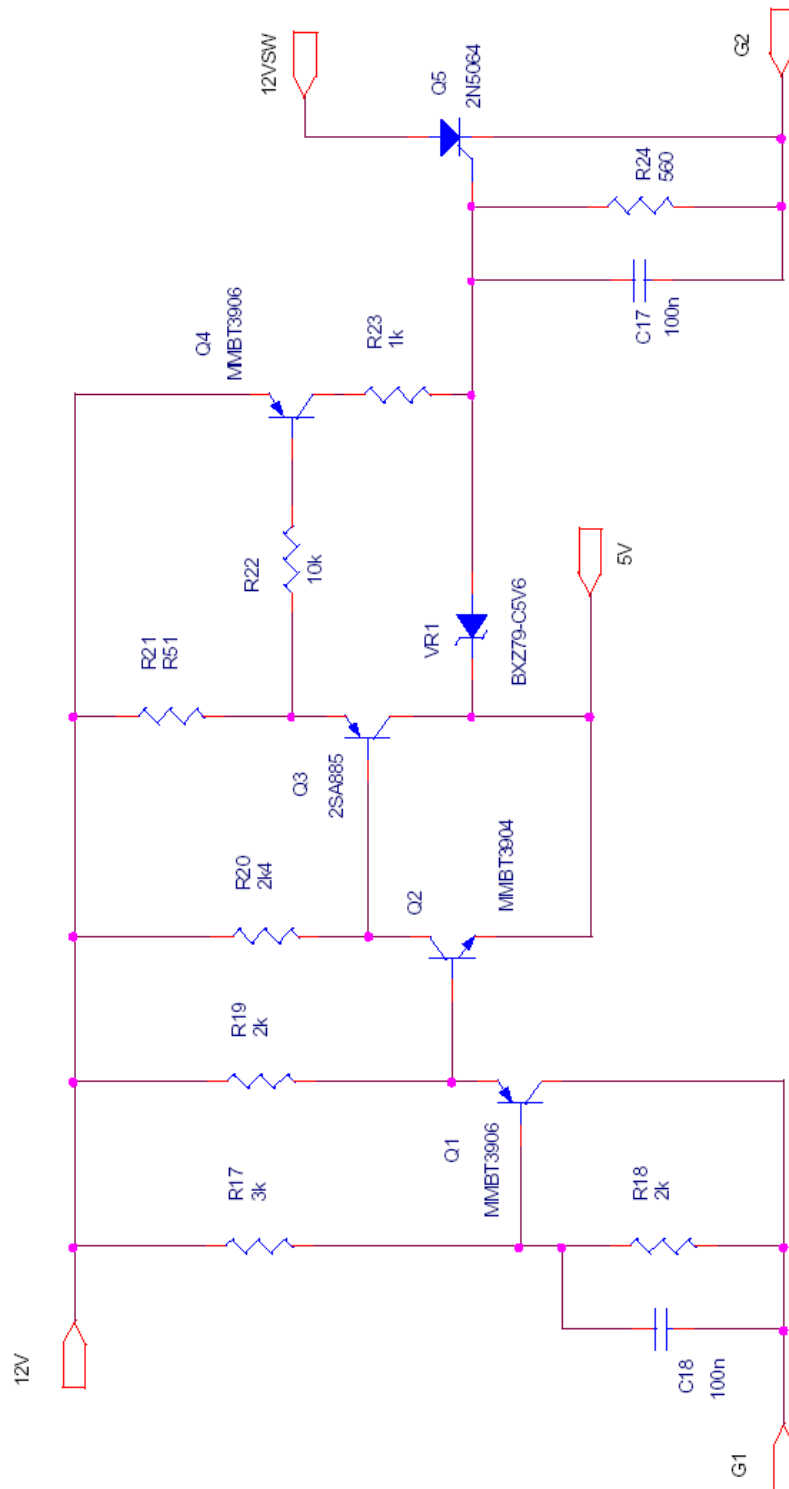 12V
G1
C18
100n
R17
3k
R18
2k
Q1
MMBT3906
R19
2k
R20
2k4
Q2
MMBT3904
Q3
2SA885
R21
R51
R22
10k
VR1
BXZ79-C5V6
5V
Q4
MMBT3906
R23
1k
C17
100n
R24
560
Q5
2N5064
12VSW
G2